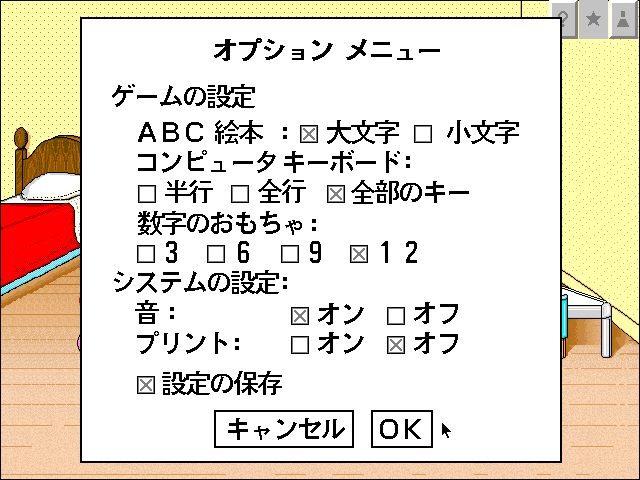 オプション メニュー
ゲームの設定
ABC 絵本 : 大文字 小文字
コンピュータ キーボード:
半行 全行 全部のキー
数字のおもちゃ:
3 6 9 12
システムの設定:
音: オン オフ
プリント: オン オフ
設定の保存
キャンセル OK
?